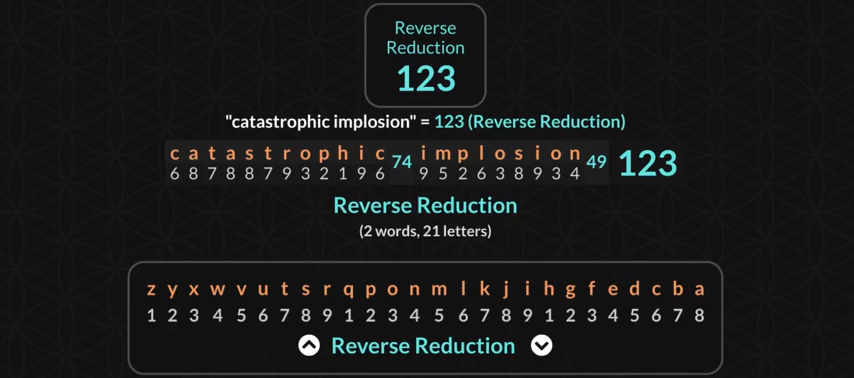 Reverse
Reduction
123
"catastrophic implosion" = 123 (Reverse Reduction)
c a t a s t r o p h i c 74 i m p l o s i o n 49 123
6 8 7 8 8 7 9 3 2 1 9 6 9 5 2 6 3 8 9 3 4
Reverse Reduction
(2 words, 21 letters)
z y x w v u t s r q p o n m l k j i h g f e d c b a
1 2 3 4 5 6 7 8 9 1 2 3 4 5 6 7 8 9 1 2 3 4 5 6 7 8
Reverse Reduction